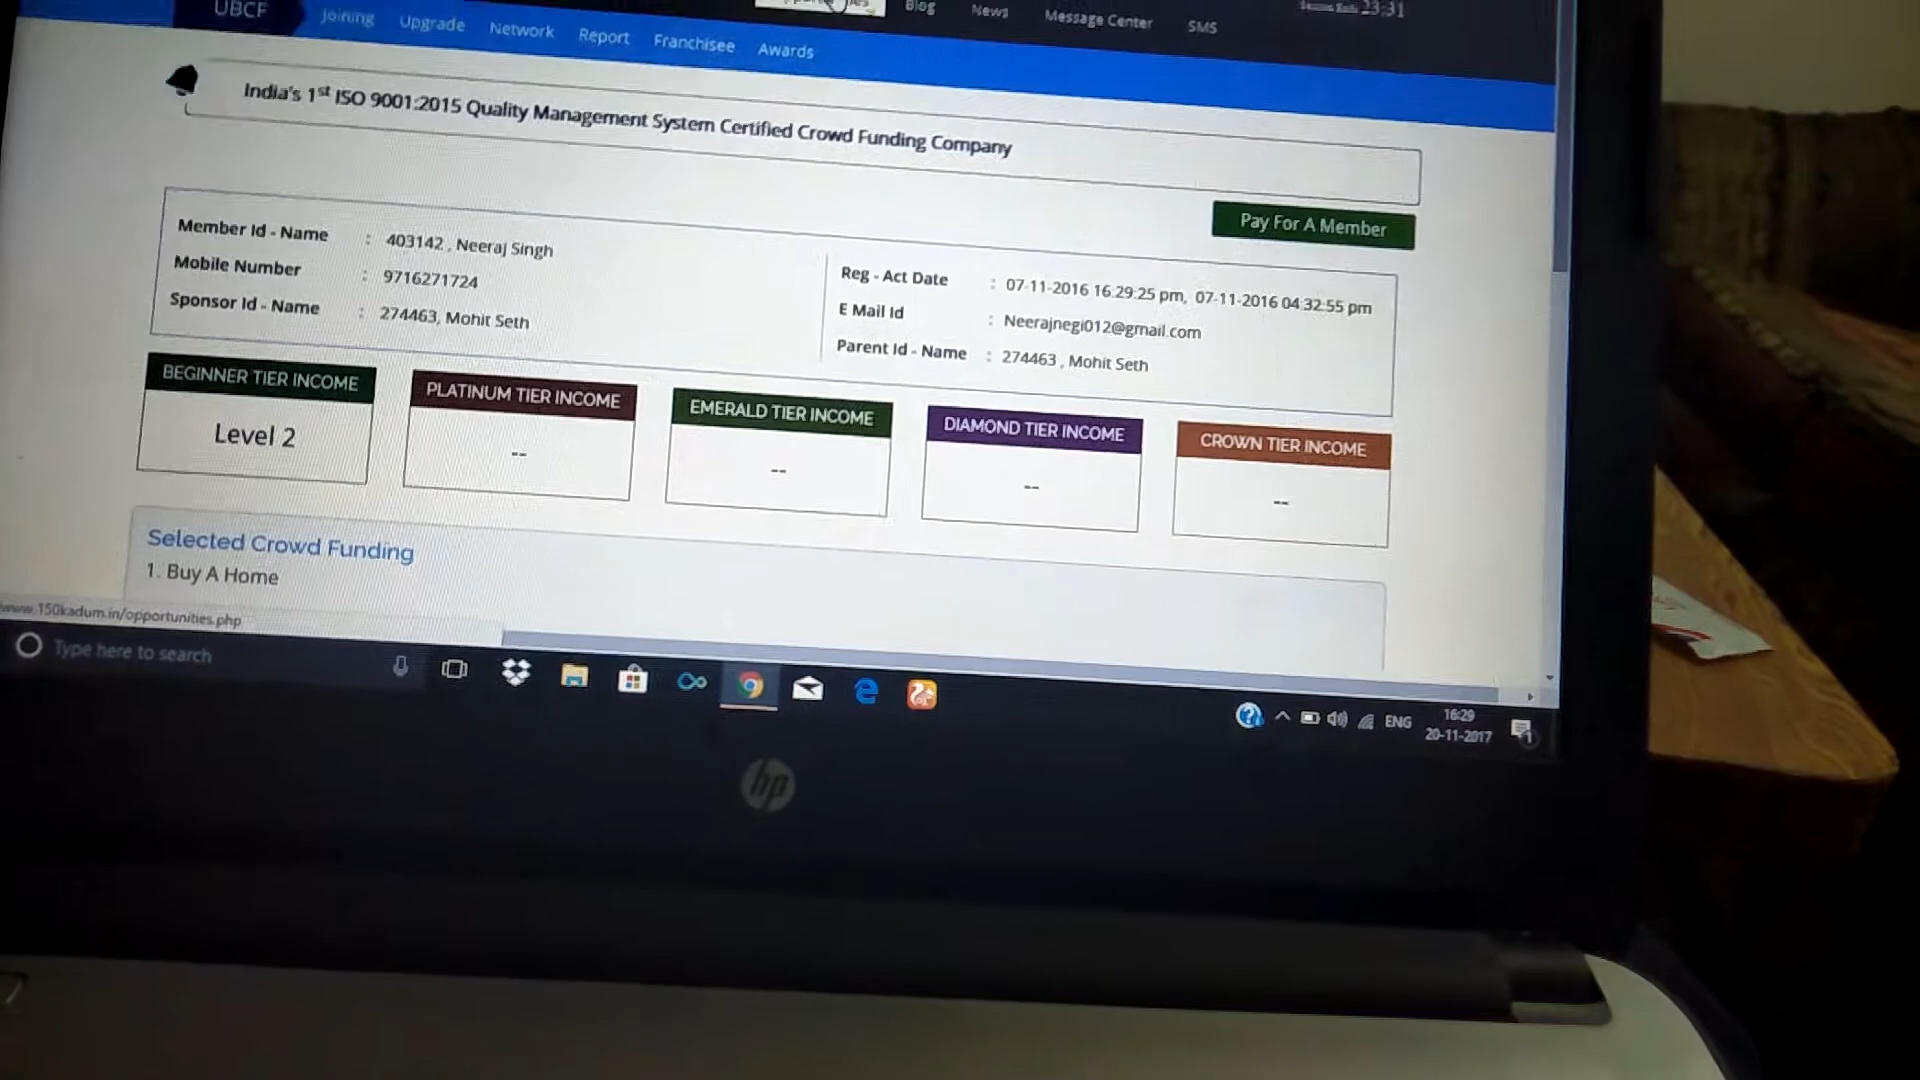 UBCF
Blog
News
Message Center
SMS
23:31
Joining
Upgrade
Network
Report
Franchisee
Awards
India's 1st ISO 9001:2015 Quality Management System Certified Crowd Funding Company
Pay For A Member
Member Id - Name : 403142 , Neeraj Singh
Mobile Number : 9716271724
Sponsor Id - Name : 274463, Mohit Seth
Reg - Act Date : 07-11-2016 16:29:25 pm, 07-11-2016 04:32:55 pm
E Mail Id : Neerajnegi012@gmail.com
Parent Id - Name : 274463 , Mohit Seth
BEGINNER TIER INCOME
Level 2
PLATINUM TIER INCOME
--
EMERALD TIER INCOME
--
DIAMOND TIER INCOME
--
CROWN TIER INCOME
--
Selected Crowd Funding
1. Buy A Home
www.150kadum.in/opportunities.php
Type here to search
ENG
16:29
20-11-2017
1
hp